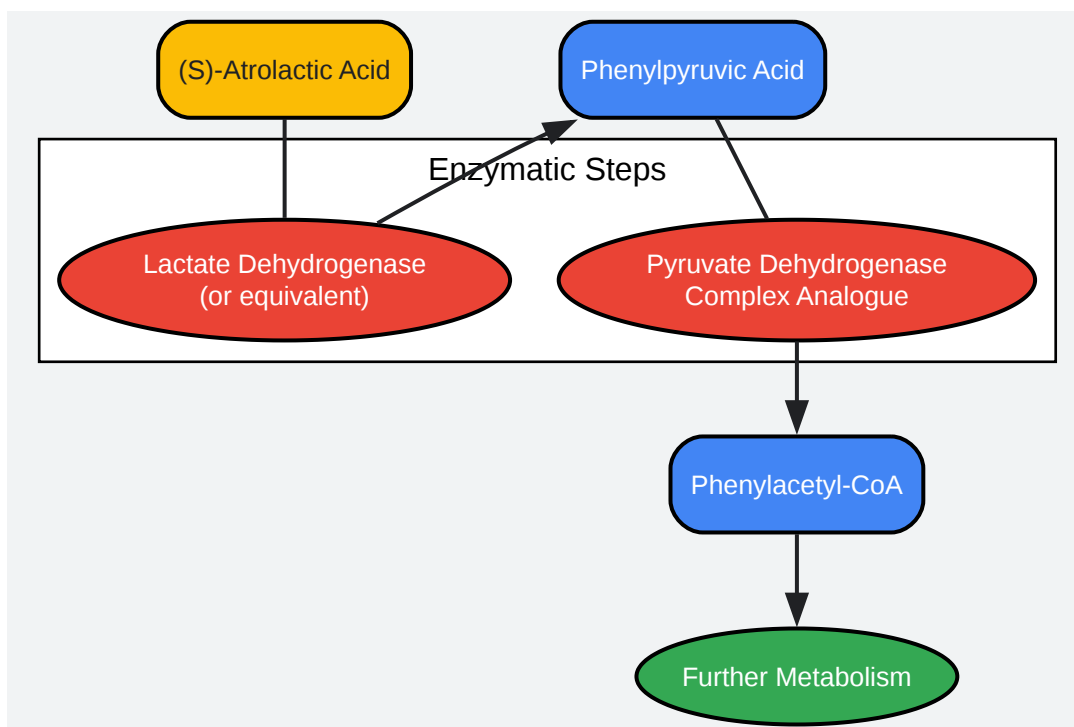 (S)-Atrolactic Acid
Phenylpyruvic Acid
Enzymatic Steps
Lactate Dehydrogenase
(or equivalent)
Pyruvate Dehydrogenase
Complex Analogue
Phenylacetyl-CoA
Further Metabolism